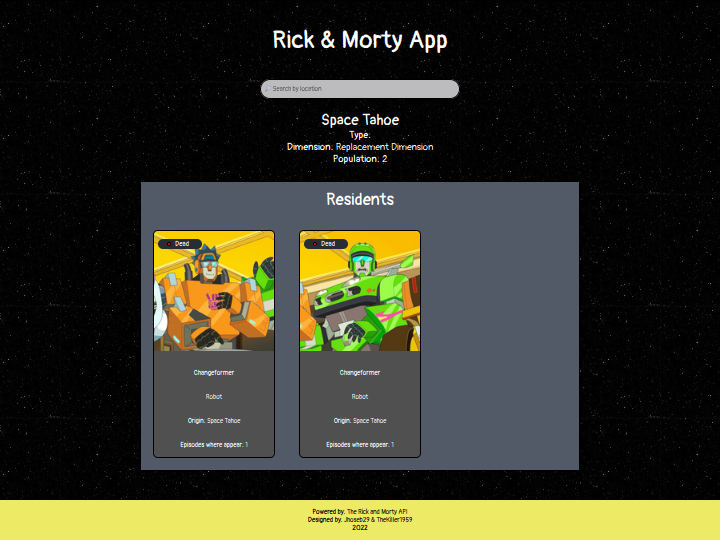 Rick & Morty App
Search by location
Space Tahoe
Type:
Dimension: Replacement Dimension
Population: 2
Residents
Dead
Dead
Changeformer
Changeformer
Robot
Robot
Origin: Space Tahoe
Origin: Space Tahoe
Episodes where appear: 1
Episodes where appear: 1
Powered by: The Rick and Morty API
Designed by: Jhoseb29 & TheKiller1959
2022